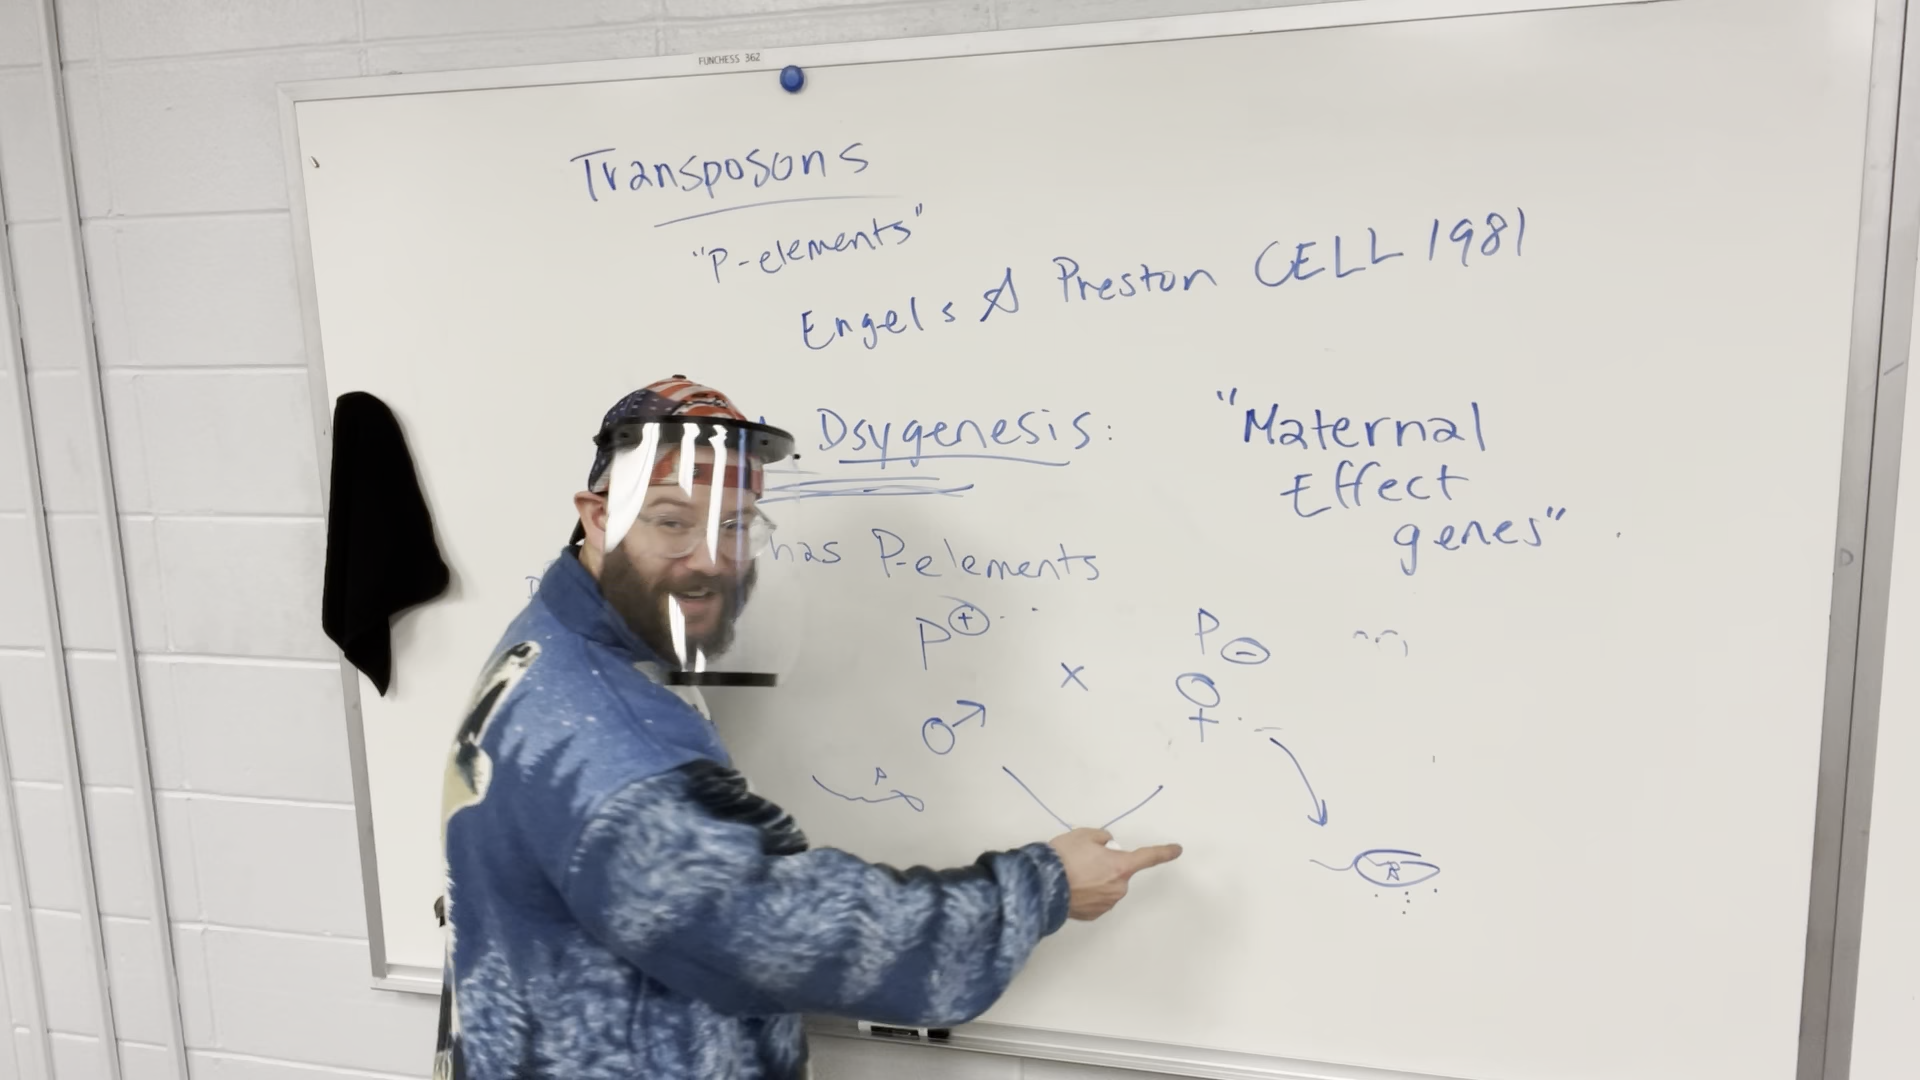 FUNCHESS 362
Transposons
"P-elements"
Engels & Preston CELL 1981
Dsygenesis:
"Maternal
Effect
genes"
has P-elements
P +
P -
♂ x ♀